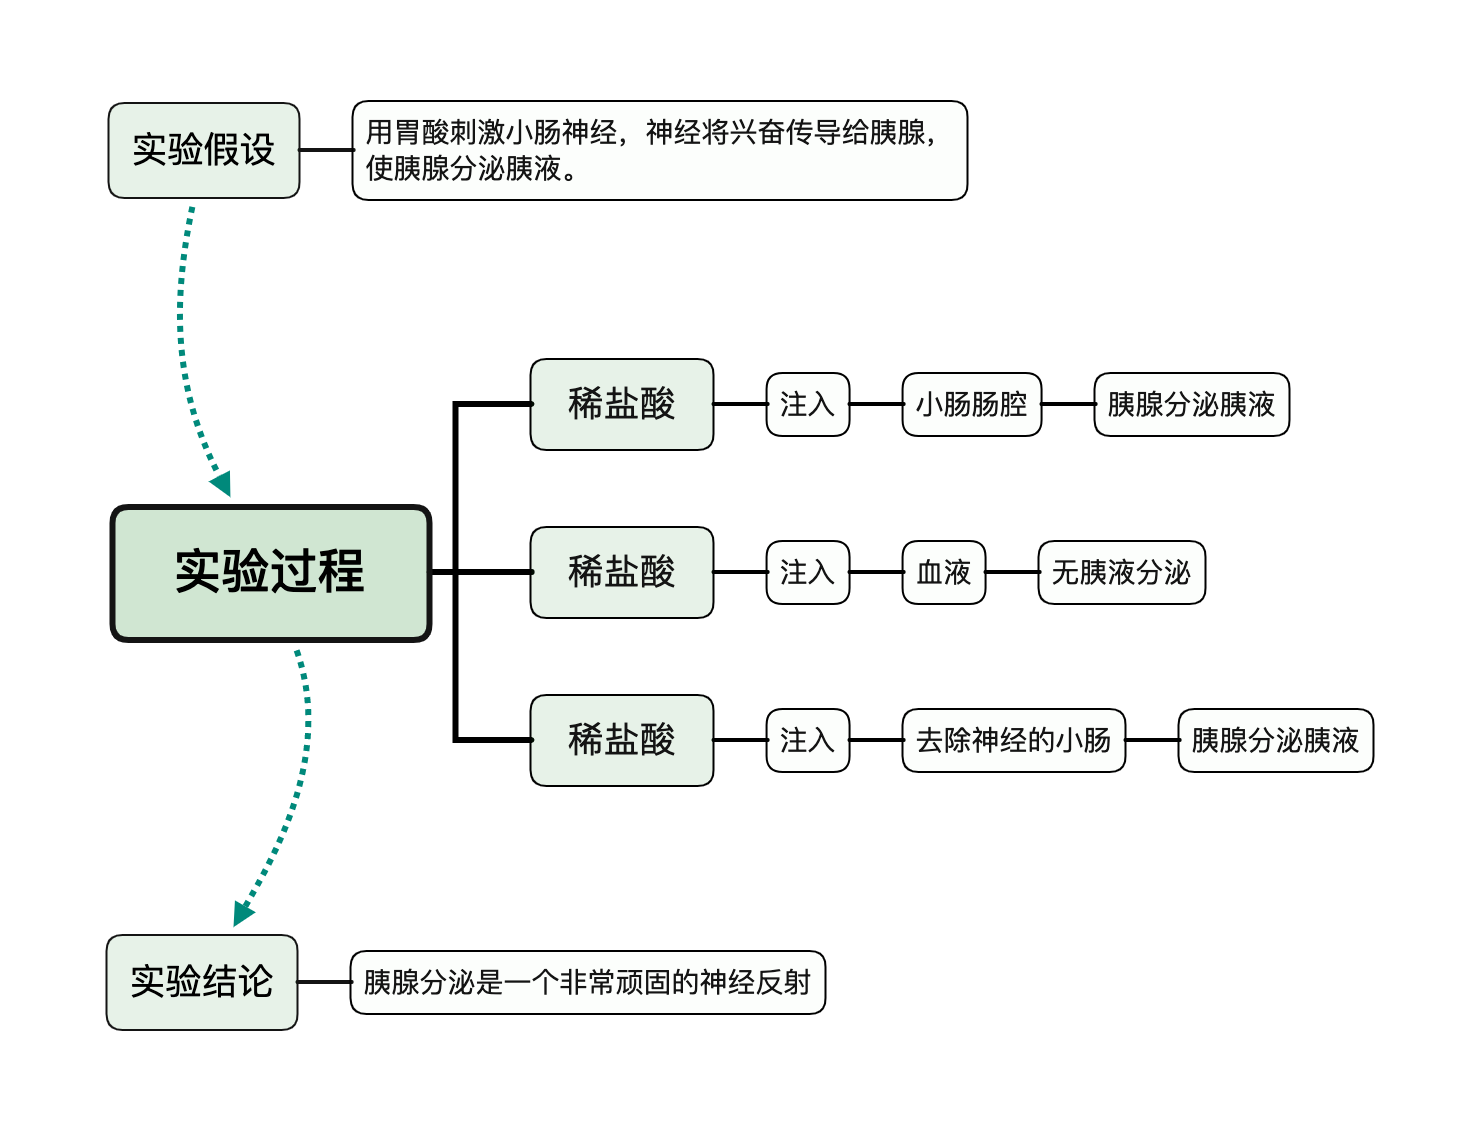 实验假设
用胃酸刺激小肠神经，神经将兴奋传导给胰腺，
使胰腺分泌胰液。
稀盐酸
注入
小肠肠腔
胰腺分泌胰液
实验过程
稀盐酸
注入
血液
无胰液分泌
稀盐酸
注入
去除神经的小肠
胰腺分泌胰液
实验结论
胰腺分泌是一个非常顽固的神经反射